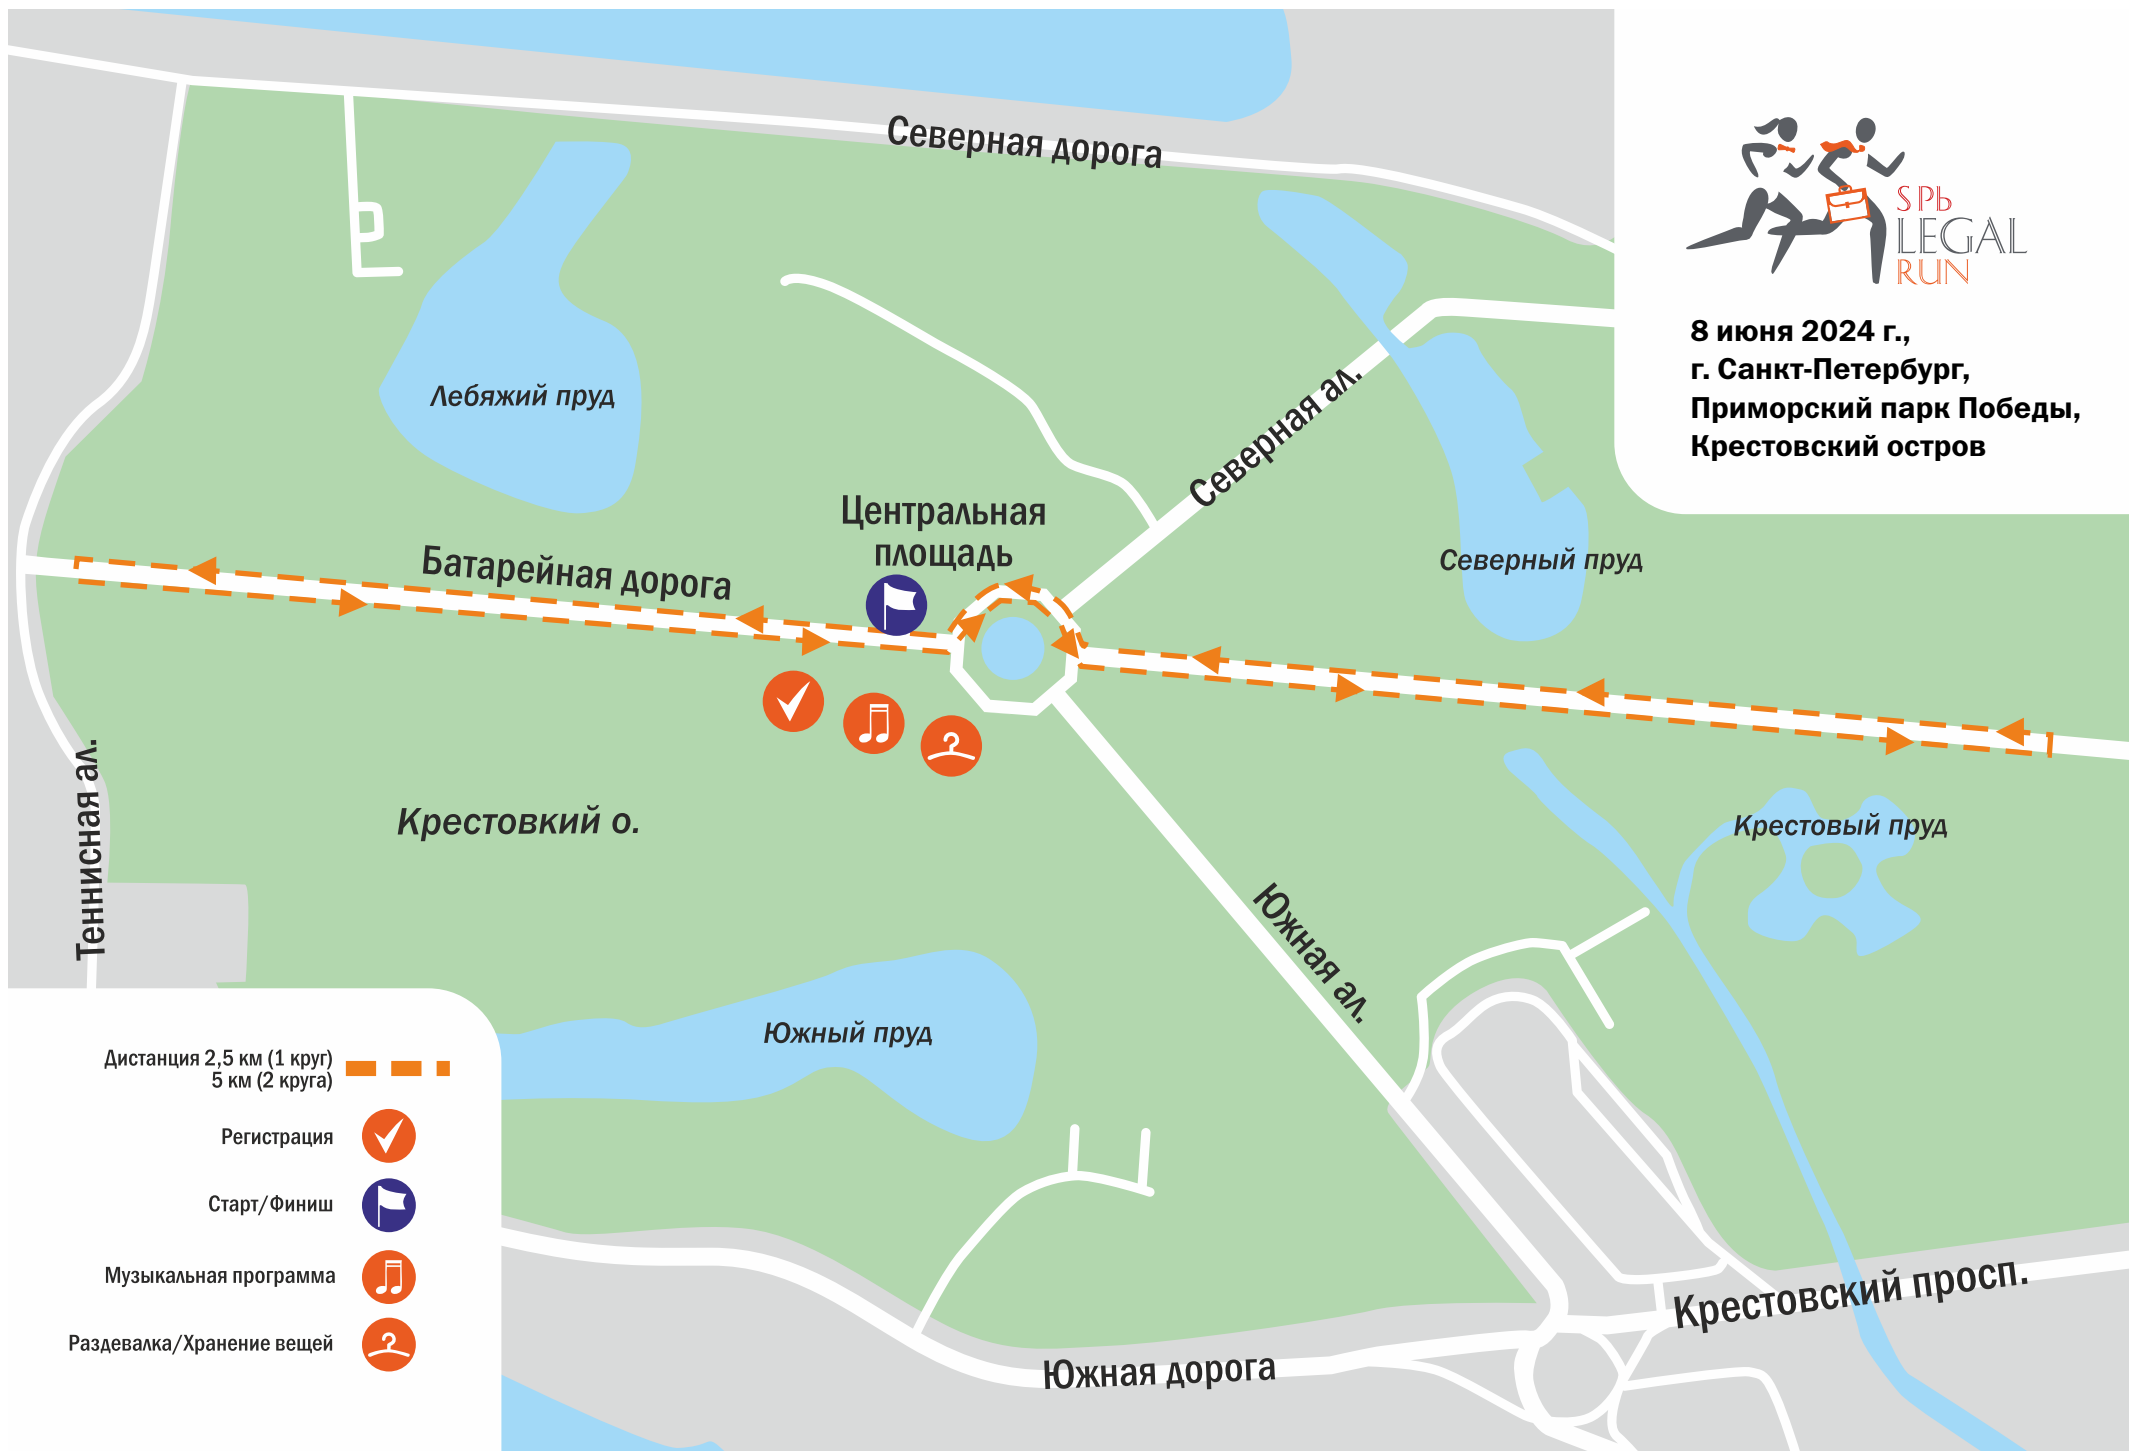 Северная дорога
SPb
LEGAL
RUN
8 июня 2024 г.,
г. Санкт-Петербург,
Приморский парк Победы,
Крестовский остров
Лебяжий пруд
Северная ал.
Центральная
площадь
Батарейная дорога
Северный пруд
Теннисная ал.
Крестовкий о.
Крестовый пруд
Южная ал.
Южный пруд
Дистанция 2,5 км (1 круг)
5 км (2 круга)
Регистрация
Старт/Финиш
Музыкальная программа
Раздевалка/Хранение вещей
Крестовский просп.
Южная дорога